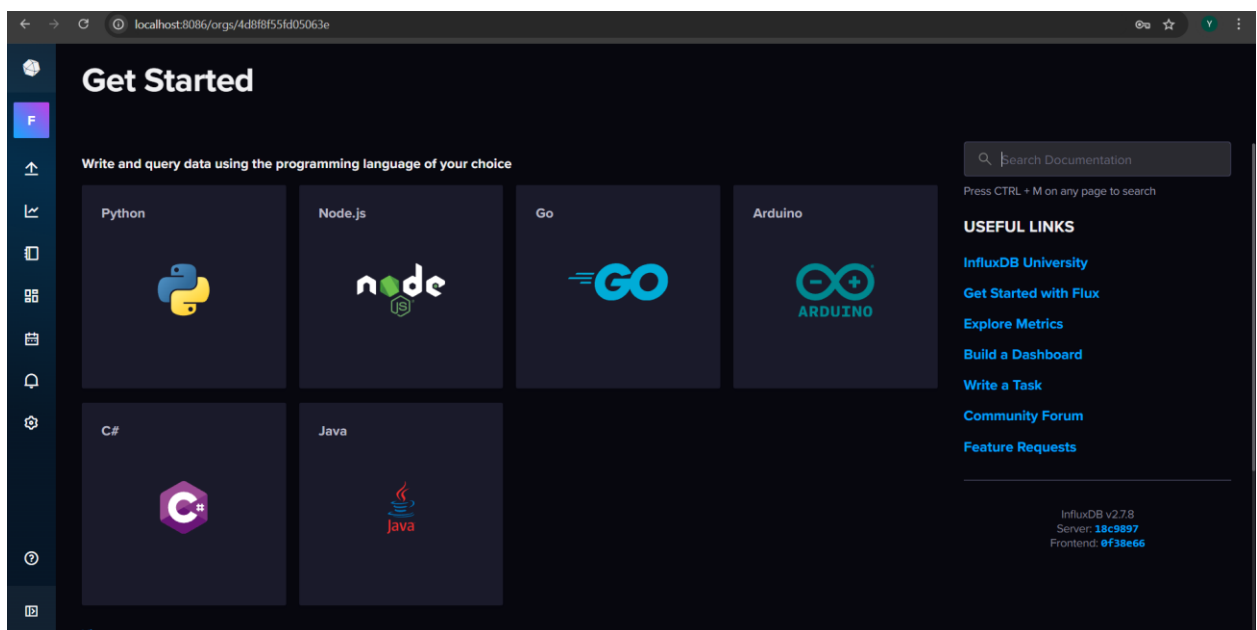 localhost:8086/orgs/4d8f8f55fd05063e
Y
Get Started
F
Write and query data using the programming language of your choice
Python
Node.js
node
JS
Go
GO
Arduino
ARDUINO
C#
C#
Java
Java
Search Documentation
Press CTRL + M on any page to search
USEFUL LINKS
InfluxDB University
Get Started with Flux
Explore Metrics
Build a Dashboard
Write a Task
Community Forum
Feature Requests
InfluxDB v2.7.8
Server: 18c9897
Frontend: 0f38e66